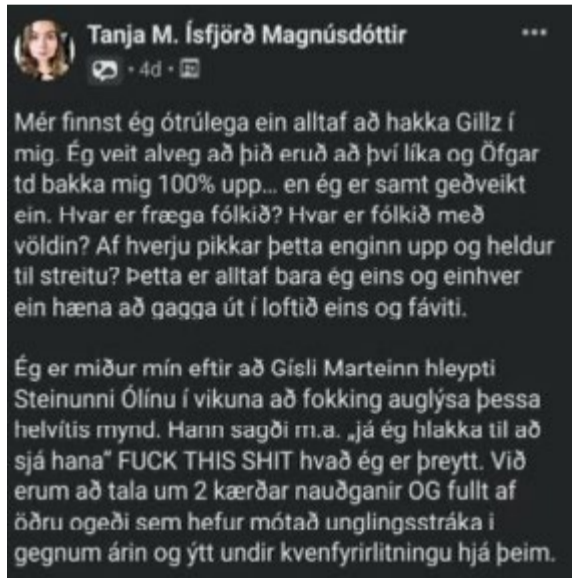 Tanja M. Ísfjörð Magnúsdóttir
4d
Mér finnst ég ótrúlega ein alltaf að hakka Gillz í
mig. Ég veit alveg að þið eruð að því líka og Öfgar
td bakka mig 100% upp... en ég er samt geðveikt
ein. Hvar er fræga fólkið? Hvar er fólkið með
völdin? Af hverju pikkar þetta enginn upp og heldur
til streitu? Þetta er alltaf bara ég eins og einhver
ein hæna að gagga út í loftið eins og fáviti.
Ég er miður mín eftir að Gísli Marteinn hleypti
Steinunni Ólínu í vikuna að fokking auglýsa þessa
helvítis mynd. Hann sagði m.a. „já ég hlakka til að
sjá hana" FUCK THIS SHIT hvað ég er þreytt. Við
erum að tala um 2 kærðar nauðganir OG fullt af
öðru ogeði sem hefur mótað unglingsstráka i
gegnum árin og ýtt undir kvenfyrirlitningu hjá þeim.